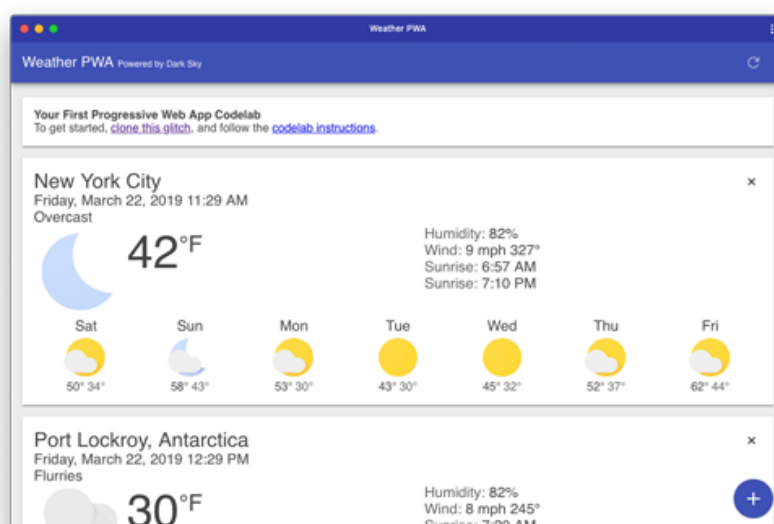 Weather PWA
Weather PWA Powered by Dark Sky
Your First Progressive Web App Codelab
To get started, clone this glitch, and follow the codelab instructions.
New York City
Friday, March 22, 2019 11:29 AM
Overcast
42°F
Humidity: 82%
Wind: 9 mph 327°
Sunrise: 6:57 AM
Sunrise: 7:10 PM
Sat Sun Mon Tue Wed Thu Fri
50° 34° 58° 43° 53° 30° 43° 30° 45° 32° 52° 37° 62° 44°
Port Lockroy, Antarctica
Friday, March 22, 2019 12:29 PM
Flurries
30°F
Humidity: 82%
Wind: 8 mph 245°